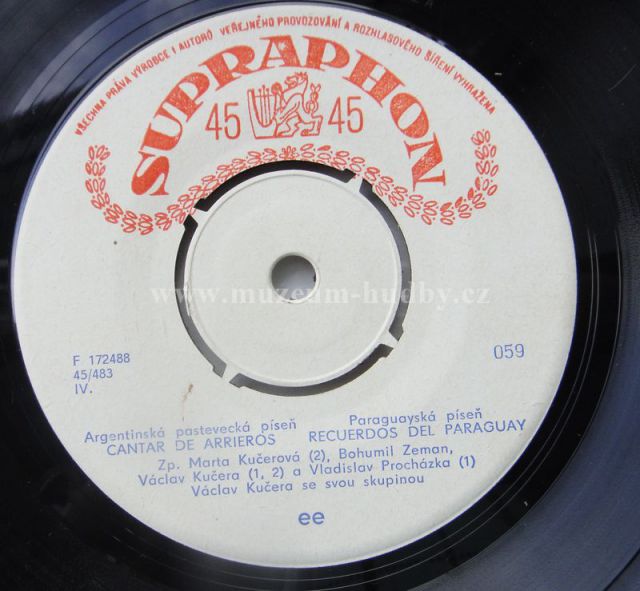 VŠECHNA PRÁVA VÝROBCE I AUTORŮ VEŘEJNÉHO PROVOZOVÁNÍ A ROZHLASOVÉHO ŠÍŘENÍ VYHRAŽENA
SUPRAPHON
45 45
www.muzeum-hudby.cz
F 172488
45/483
IV.
059
Argentinská pastevecká píseň
CANTAR DE ARRIEROS
Paraguayská píseň
RECUERDOS DEL PARAGUAY
Zp. Marta Kučerová (2), Bohumil Zeman,
Václav Kučera (1, 2) a Vladislav Procházka (1)
Václav Kučera se svou skupinou
ee